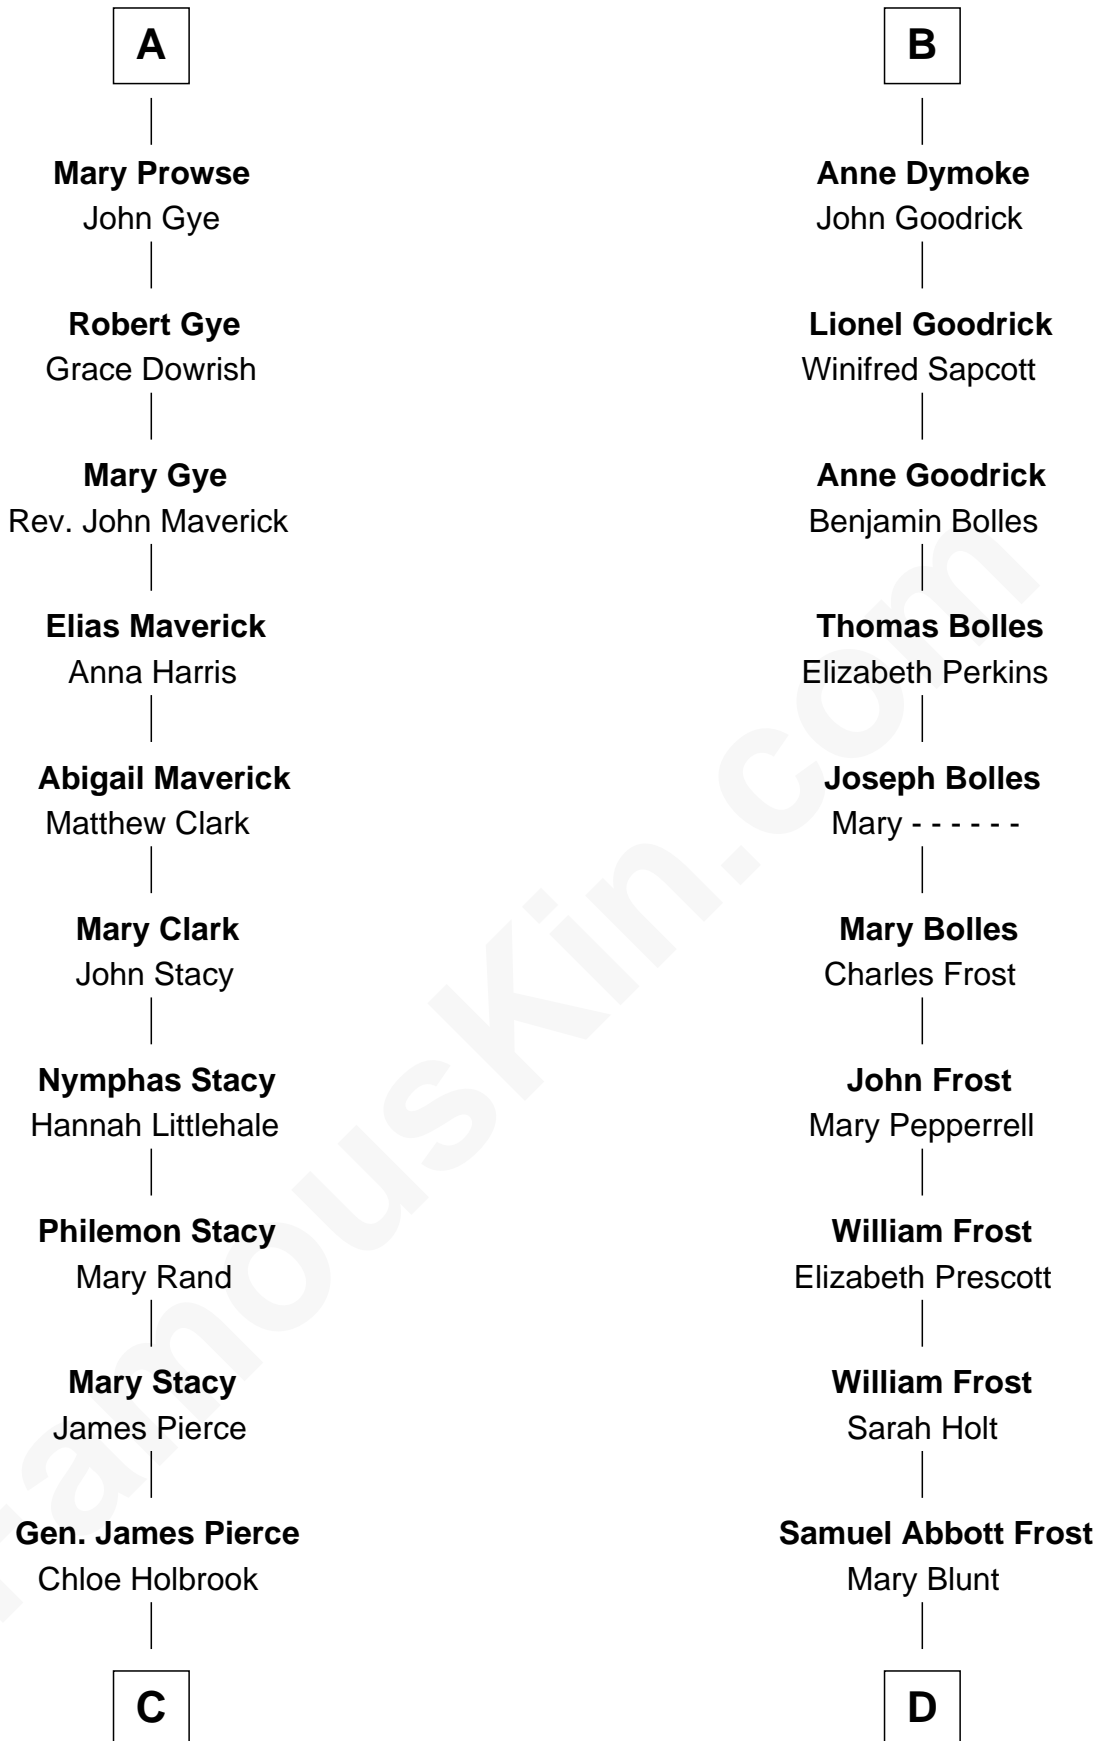 A
Mary Prowse
John Gye
Robert Gye
Grace Dowrish
Mary Gye
Rev. John Maverick
Elias Maverick
Anna Harris
Abigail Maverick
Matthew Clark
Mary Clark
John Stacy
Nymphas Stacy
Hannah Littlehale
Philemon Stacy
Mary Rand
Mary Stacy
James Pierce
Gen. James Pierce
Chloe Holbrook
C
B
Anne Dymoke
John Goodrick
Lionel Goodrick
Winifred Sapcott
Anne Goodrick
Benjamin Bolles
Thomas Bolles
Elizabeth Perkins
Joseph Bolles
Mary - - - - - -
Mary Bolles
Charles Frost
John Frost
Mary Pepperrell
William Frost
Elizabeth Prescott
William Frost
Sarah Holt
Samuel Abbott Frost
Mary Blunt
D
FamousKin.com